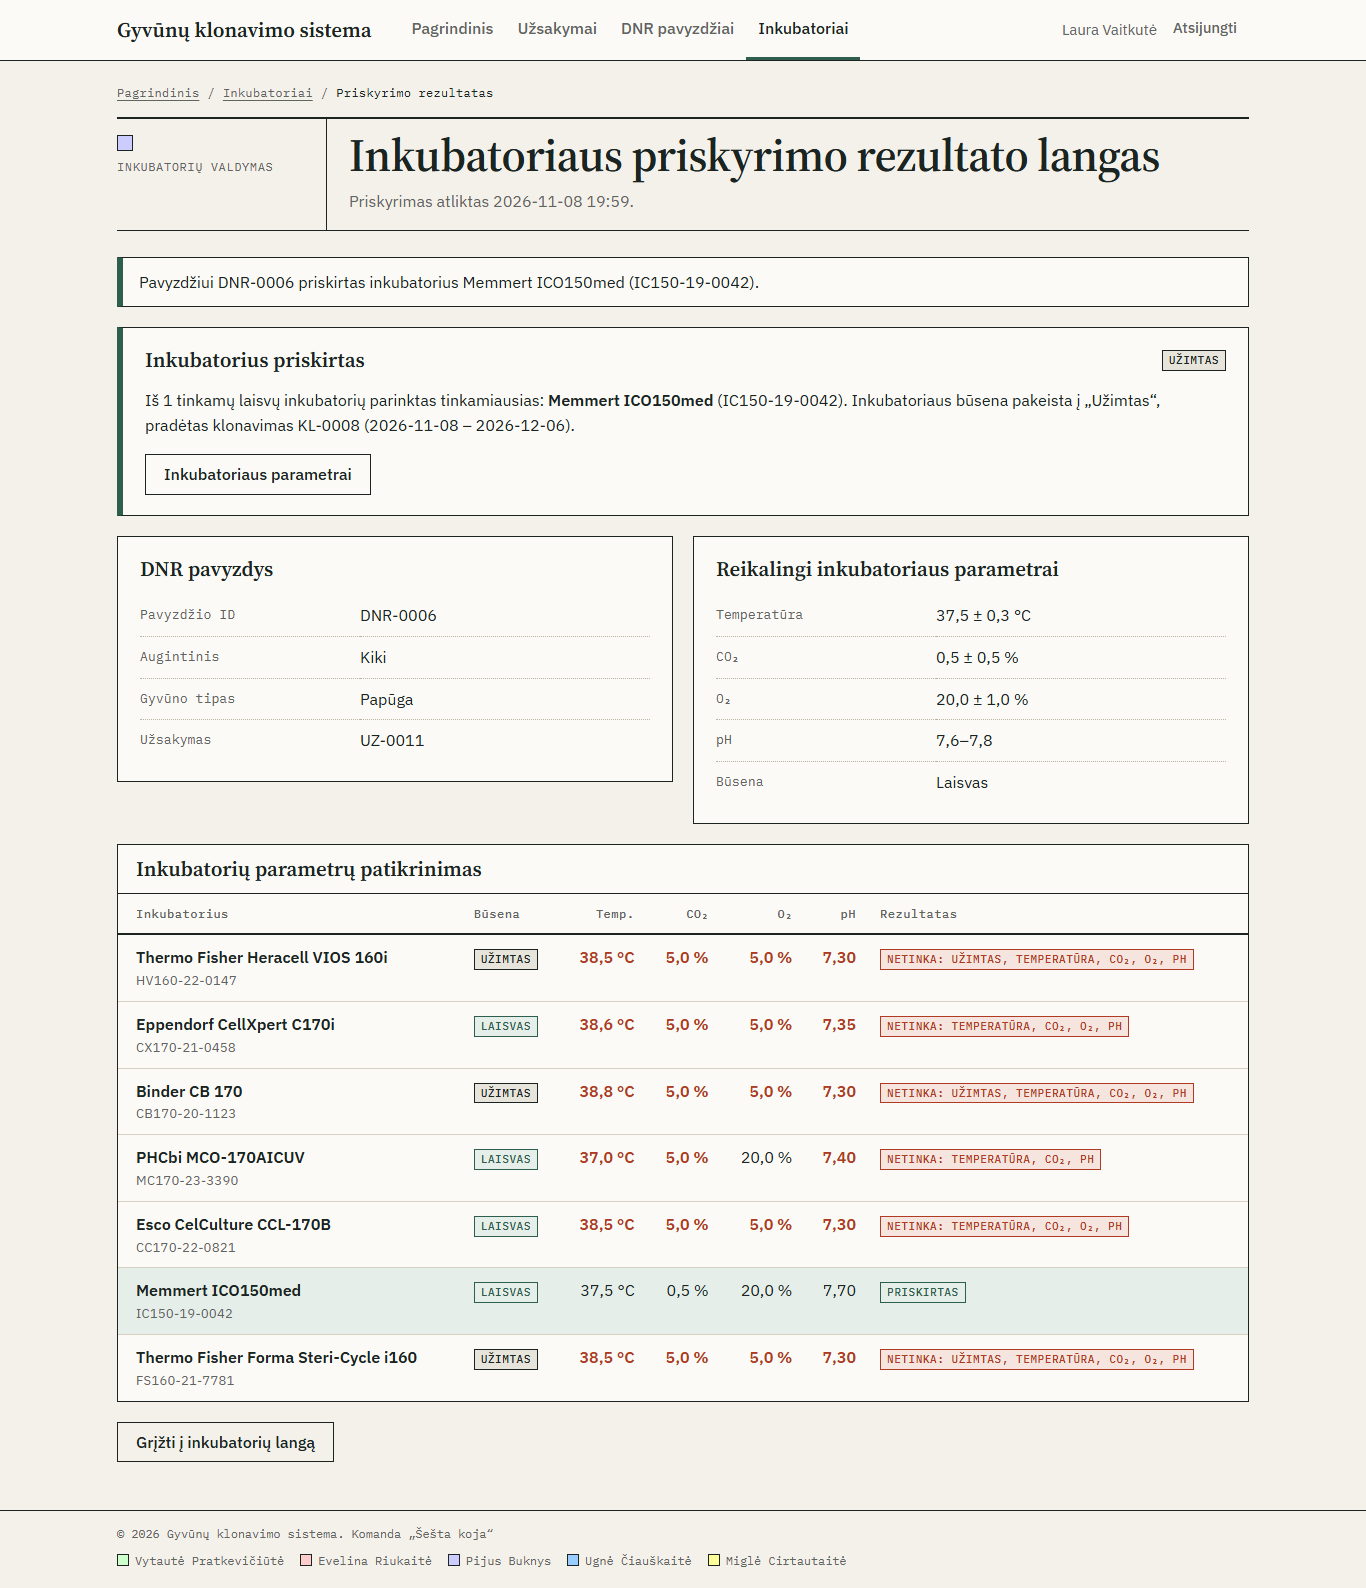 Gyvūnų klonavimo sistema Pagrindinis Užsakymai DNR pavyzdžiai Inkubatoriai Laura Vaitkutė Atsijungti
Pagrindinis / Inkubatoriai / Priskyrimo rezultatas
INKUBATORIŲ VALDYMAS
Inkubatoriaus priskyrimo rezultato langas
Priskyrimas atliktas 2026-11-08 19:59.
Pavyzdžiui DNR-0006 priskirtas inkubatorius Memmert ICO150med (IC150-19-0042).
Inkubatorius priskirtas UŽIMTAS
Iš 1 tinkamų laisvų inkubatorių parinktas tinkamiausias: Memmert ICO150med (IC150-19-0042). Inkubatoriaus būsena pakeista į „Užimtas“,
pradėtas klonavimas KL-0008 (2026-11-08 – 2026-12-06).
Inkubatoriaus parametrai
DNR pavyzdys
Pavyzdžio ID DNR-0006
Augintinis Kiki
Gyvūno tipas Papūga
Užsakymas UZ-0011
Reikalingi inkubatoriaus parametrai
Temperatūra 37,5 ± 0,3 °C
CO₂ 0,5 ± 0,5 %
O₂ 20,0 ± 1,0 %
pH 7,6–7,8
Būsena Laisvas
Inkubatorių parametrų patikrinimas
Inkubatorius Būsena Temp. CO₂ O₂ pH Rezultatas
Thermo Fisher Heracell VIOS 160i UŽIMTAS 38,5 °C 5,0 % 5,0 % 7,30 NETINKA: UŽIMTAS, TEMPERATŪRA, CO₂, O₂, PH
HV160-22-0147
Eppendorf CellXpert C170i LAISVAS 38,6 °C 5,0 % 5,0 % 7,35 NETINKA: TEMPERATŪRA, CO₂, O₂, PH
CX170-21-0458
Binder CB 170 UŽIMTAS 38,8 °C 5,0 % 5,0 % 7,30 NETINKA: UŽIMTAS, TEMPERATŪRA, CO₂, O₂, PH
CB170-20-1123
PHCbi MCO-170AICUV LAISVAS 37,0 °C 5,0 % 20,0 % 7,40 NETINKA: TEMPERATŪRA, CO₂, PH
MC170-23-3390
Esco CelCulture CCL-170B LAISVAS 38,5 °C 5,0 % 5,0 % 7,30 NETINKA: TEMPERATŪRA, CO₂, O₂, PH
CC170-22-0821
Memmert ICO150med LAISVAS 37,5 °C 0,5 % 20,0 % 7,70 PRISKIRTAS
IC150-19-0042
Thermo Fisher Forma Steri-Cycle i160 UŽIMTAS 38,5 °C 5,0 % 5,0 % 7,30 NETINKA: UŽIMTAS, TEMPERATŪRA, CO₂, O₂, PH
FS160-21-7781
Grįžti į inkubatorių langą
© 2026 Gyvūnų klonavimo sistema. Komanda „Šešta koja“
Vytautė Pratkevičiūtė Evelina Riukaitė Pijus Buknys Ugnė Čiauškaitė Miglė Cirtautaitė